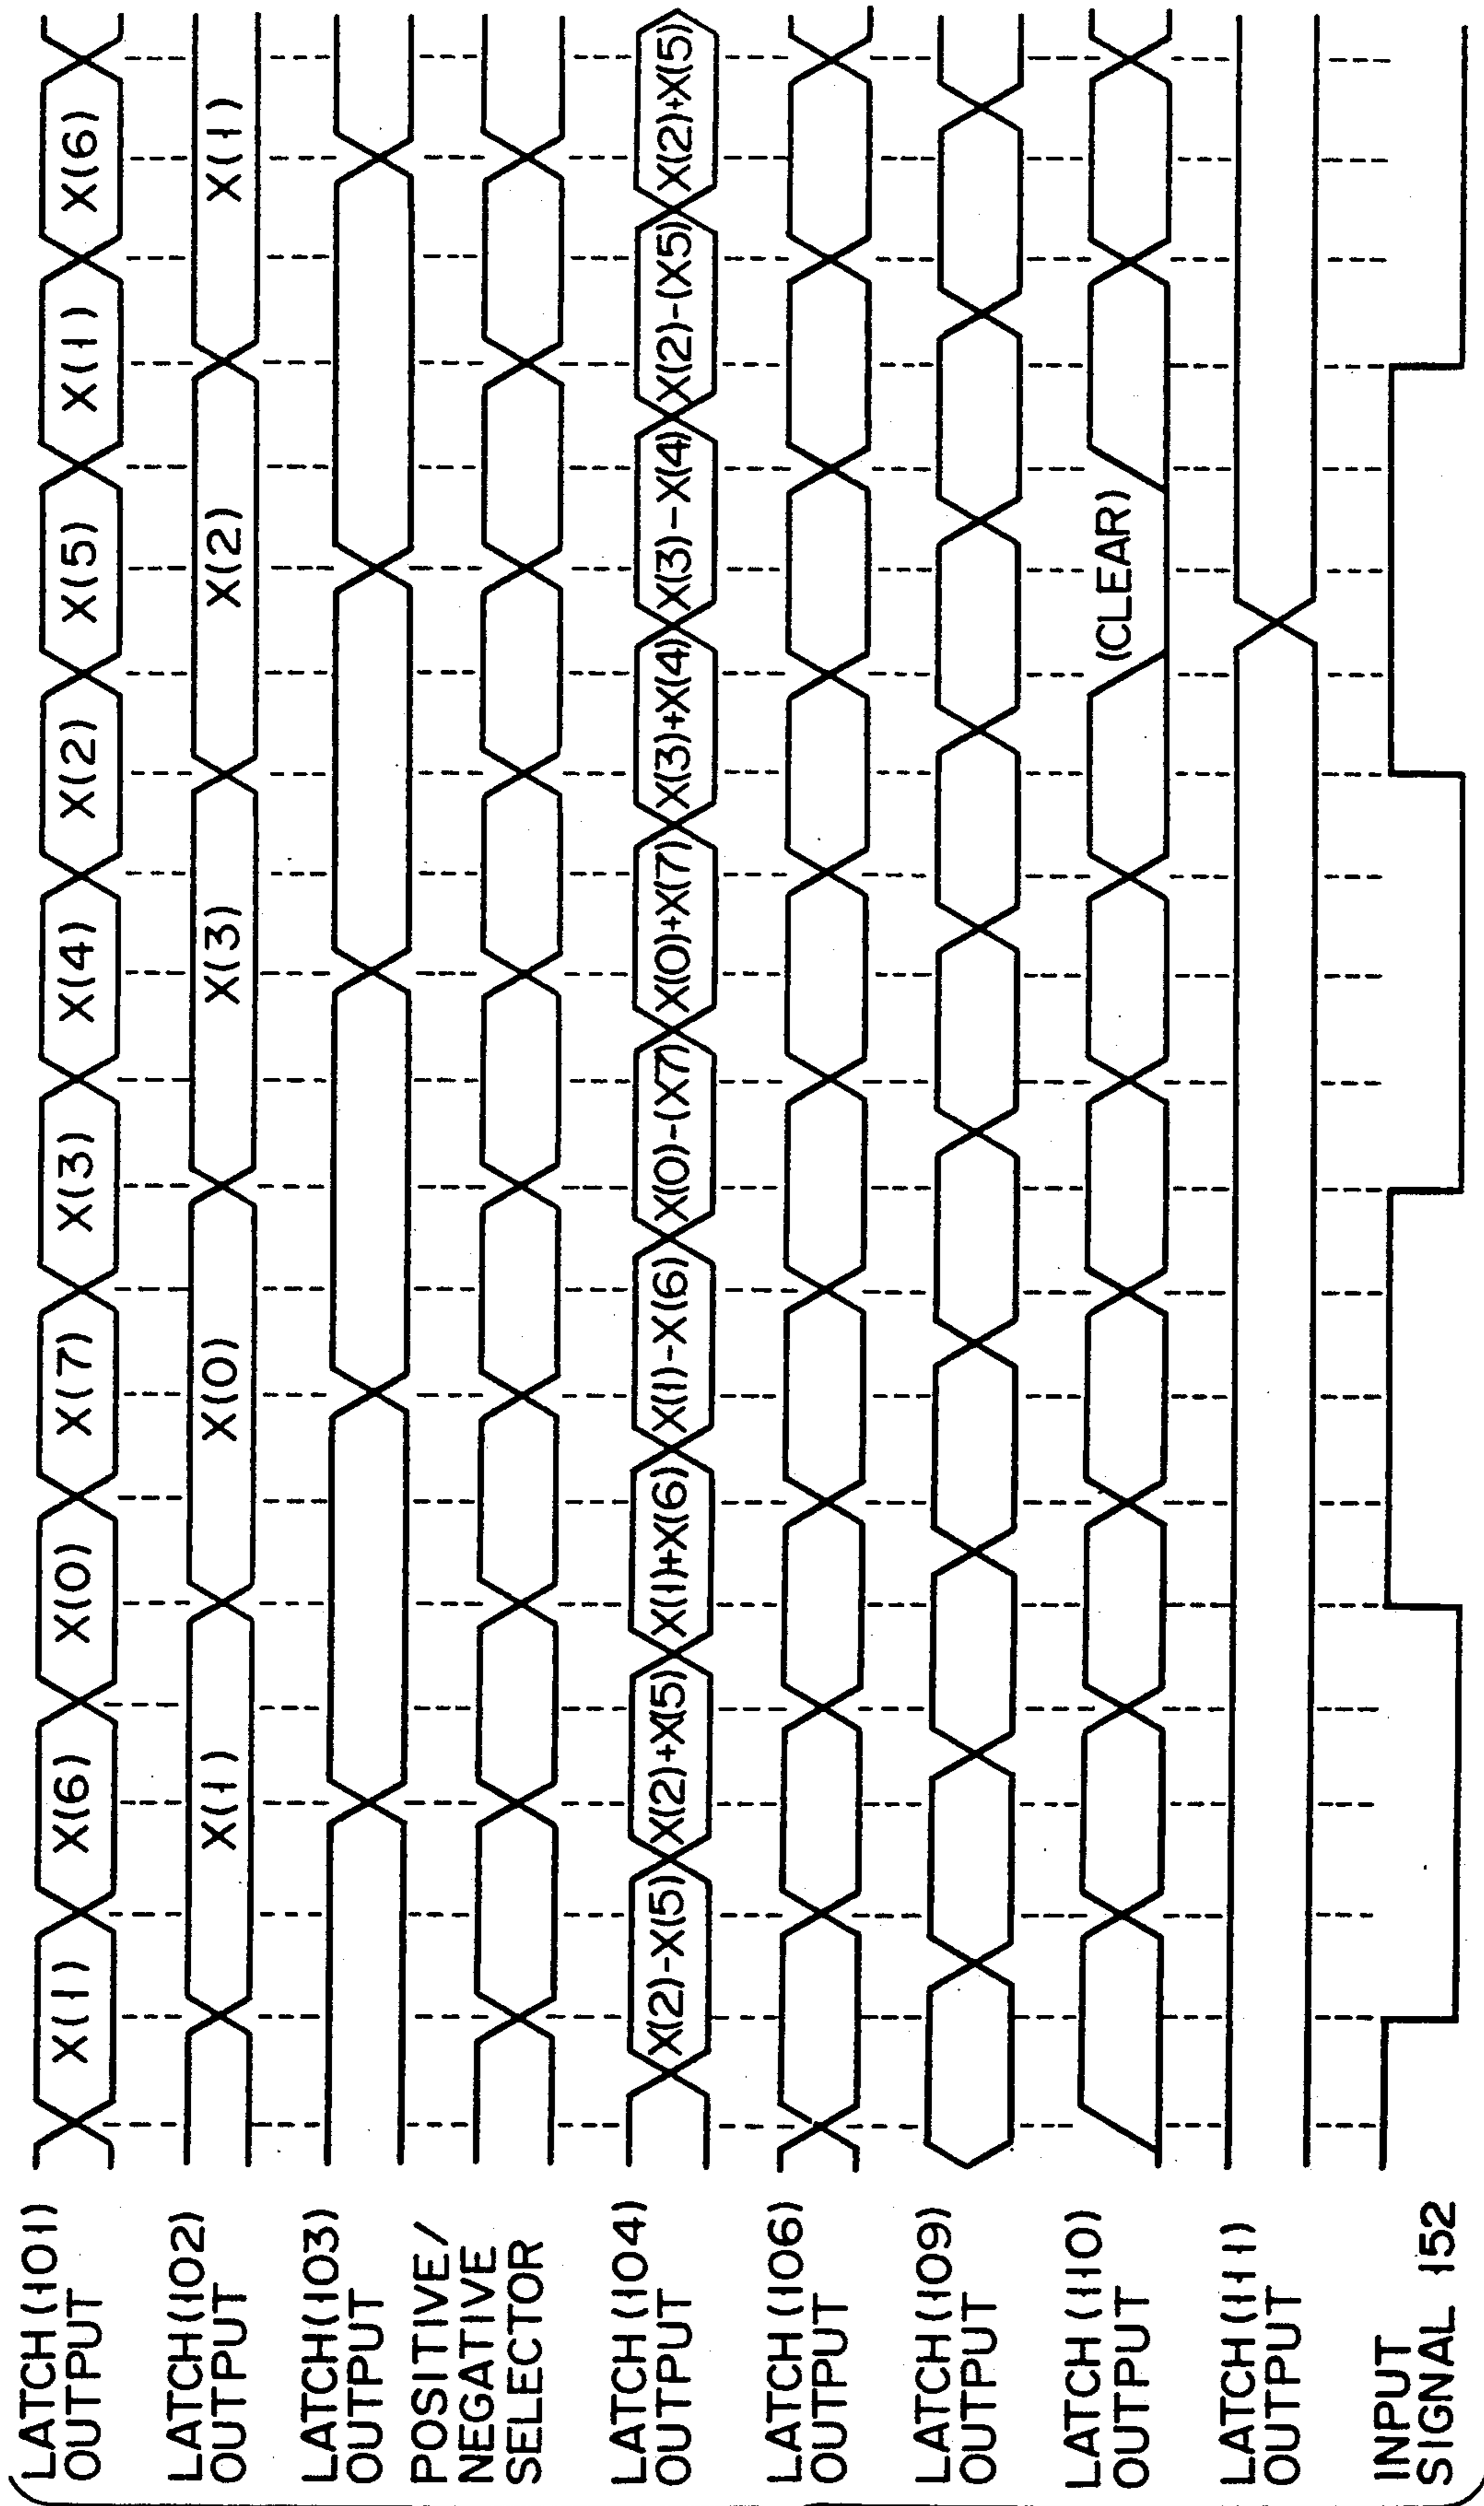 LATCH(101)
OUTPUT
X(1) X(6) X(0) X(7) X(3) X(4) X(2) X(5) X(1) X(6)
LATCH(102)
OUTPUT
X(1) X(0) X(3) X(2) X(1)
LATCH(103)
OUTPUT
POSITIVE/
NEGATIVE
SELECTOR
LATCH(104)
OUTPUT
X(2)-X(5) X(2)+X(5) X(1)+X(6) X(1)-X(6) X(0)-(X7) X(0)+X(7) X(3)+X(4) X(3)-X(4) X(2)-(X5) X(2)+X(5)
LATCH(106)
OUTPUT
LATCH(109)
OUTPUT
LATCH(110)
OUTPUT
(CLEAR)
LATCH(111)
OUTPUT
INPUT
SIGNAL 152